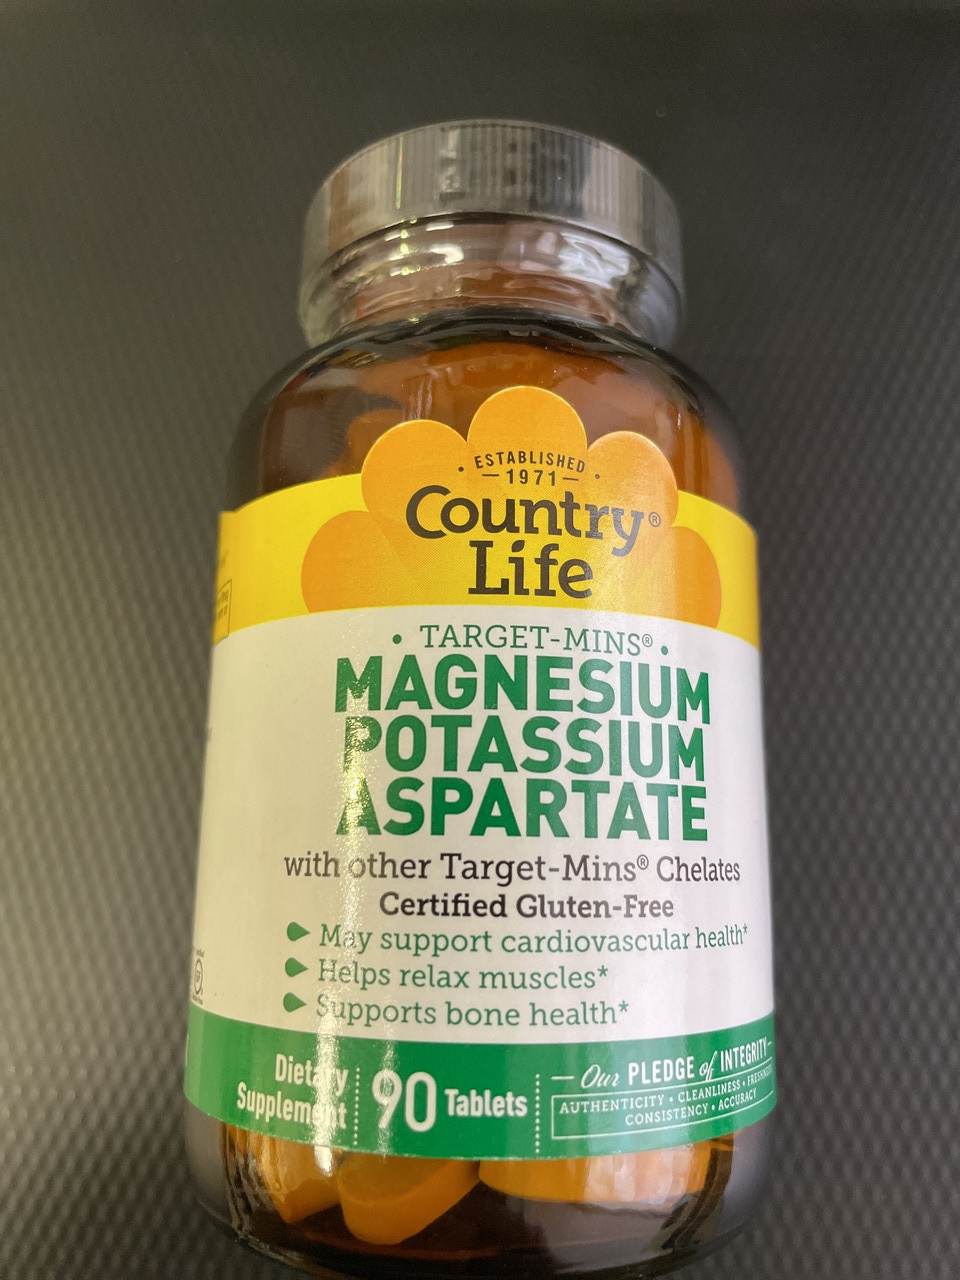 • ESTABLISHED •
—1971—
Country®
Life
• TARGET-MINS® •
MAGNESIUM
POTASSIUM
ASPARTATE
with other Target-Mins® Chelates
Certified Gluten-Free
May support cardiovascular health*
Helps relax muscles*
Supports bone health*
Dietary
Supplement
90 Tablets
— Our PLEDGE of INTEGRITY —
AUTHENTICITY • CLEANLINESS • FRESHNESS
CONSISTENCY • ACCURACY